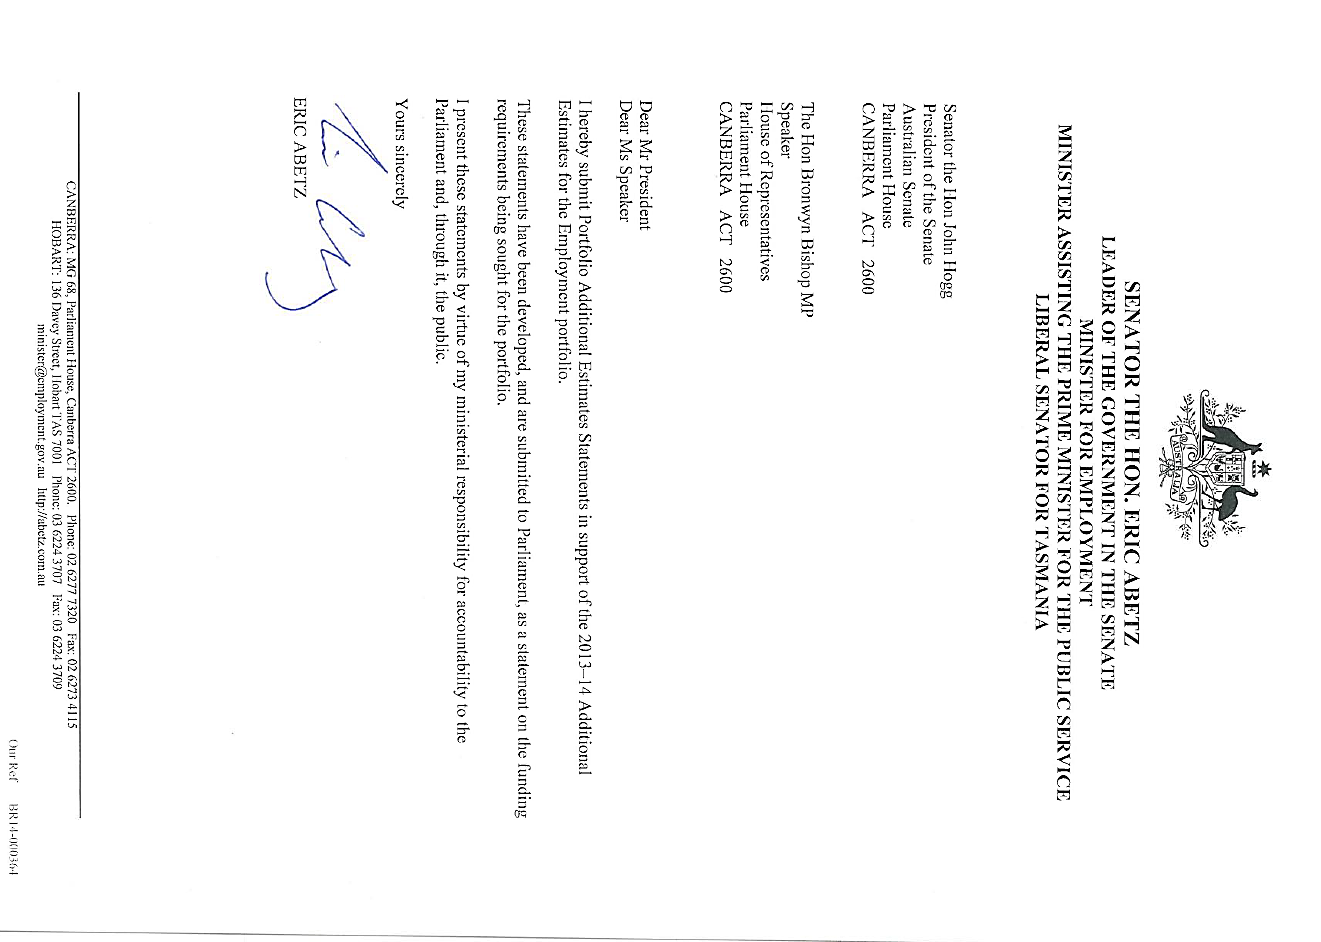 AUSTRALIA
SENATOR THE HON. ERIC ABETZ
LEADER OF THE GOVERNMENT IN THE SENATE
MINISTER FOR EMPLOYMENT
MINISTER ASSISTING THE PRIME MINISTER FOR THE PUBLIC SERVICE
LIBERAL SENATOR FOR TASMANIA
Senator the Hon John Hogg
President of the Senate
Australian Senate
Parliament House
CANBERRA ACT 2600
The Hon Bronwyn Bishop MP
Speaker
House of Representatives
Parliament House
CANBERRA ACT 2600
Dear Mr President
Dear Ms Speaker
I hereby submit Portfolio Additional Estimates Statements in support of the 2013–14 Additional
Estimates for the Employment portfolio.
These statements have been developed, and are submitted to Parliament, as a statement on the funding
requirements being sought for the portfolio.
I present these statements by virtue of my ministerial responsibility for accountability to the
Parliament and, through it, the public.
Yours sincerely
ERIC ABETZ
CANBERRA: MG 68, Parliament House, Canberra ACT 2600. Phone: 02 6277 7320 Fax: 02 6273 4115
HOBART: 136 Davey Street, Hobart TAS 7001 Phone: 03 6224 3707 Fax: 03 6224 3709
minister@employment.gov.au http://abetz.com.au
Our Ref BR14-000364